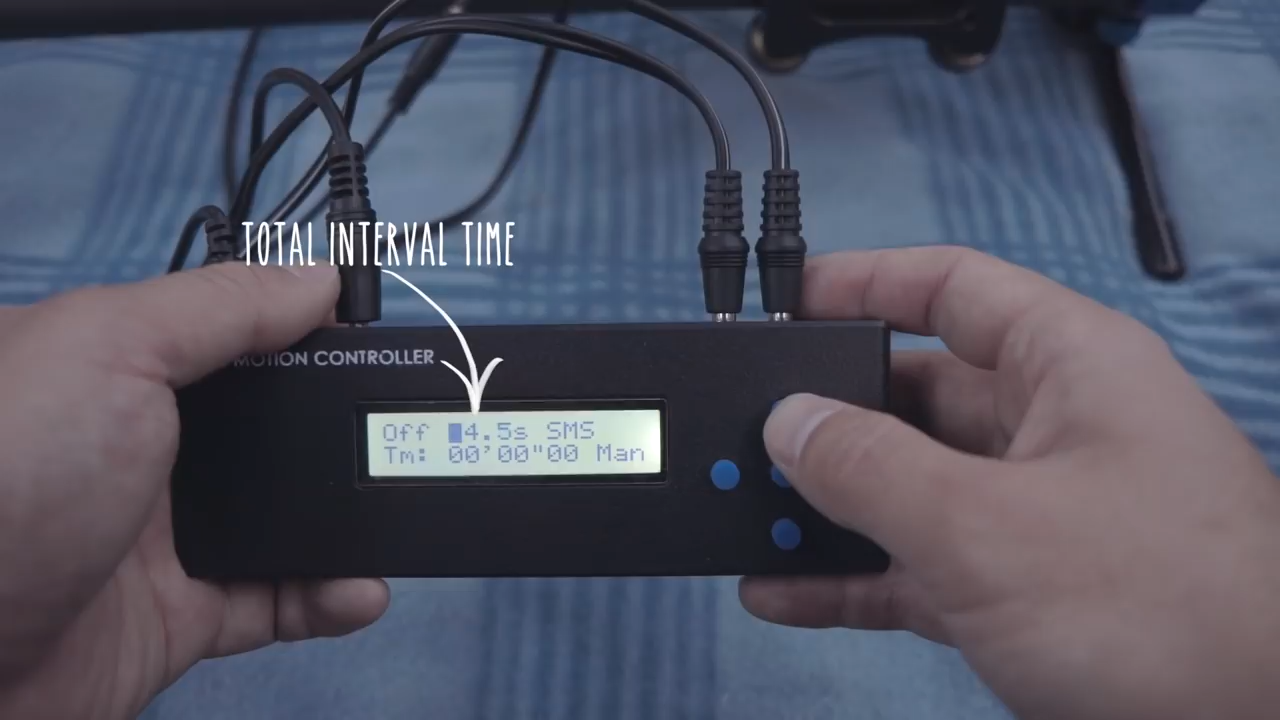 TOTAL INTERVAL TIME
MOTION CONTROLLER
Off 4.5s SMS
Tm: 00'00"00 Man